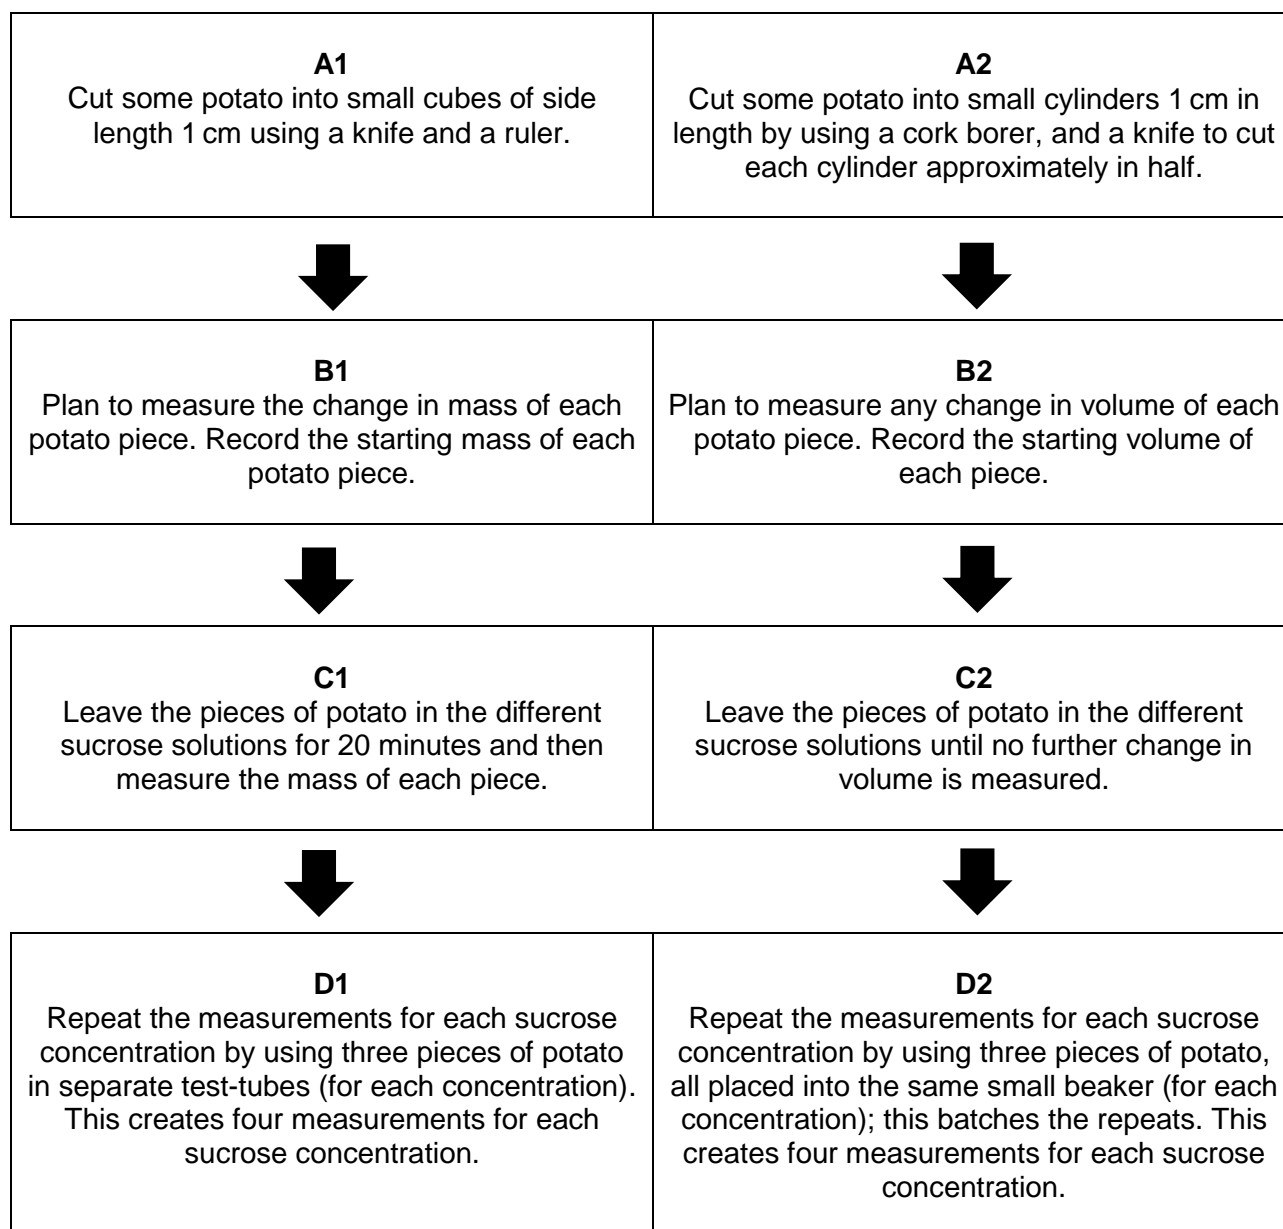 A1
Cut some potato into small cubes of side
length 1 cm using a knife and a ruler.
A2
Cut some potato into small cylinders 1 cm in
length by using a cork borer, and a knife to cut
each cylinder approximately in half.
B1
Plan to measure the change in mass of each
potato piece. Record the starting mass of each
potato piece.
B2
Plan to measure any change in volume of each
potato piece. Record the starting volume of
each piece.
C1
Leave the pieces of potato in the different
sucrose solutions for 20 minutes and then
measure the mass of each piece.
C2
Leave the pieces of potato in the different
sucrose solutions until no further change in
volume is measured.
D1
Repeat the measurements for each sucrose
concentration by using three pieces of potato
in separate test-tubes (for each concentration).
This creates four measurements for each
sucrose concentration.
D2
Repeat the measurements for each sucrose
concentration by using three pieces of potato,
all placed into the same small beaker (for each
concentration); this batches the repeats. This
creates four measurements for each sucrose
concentration.